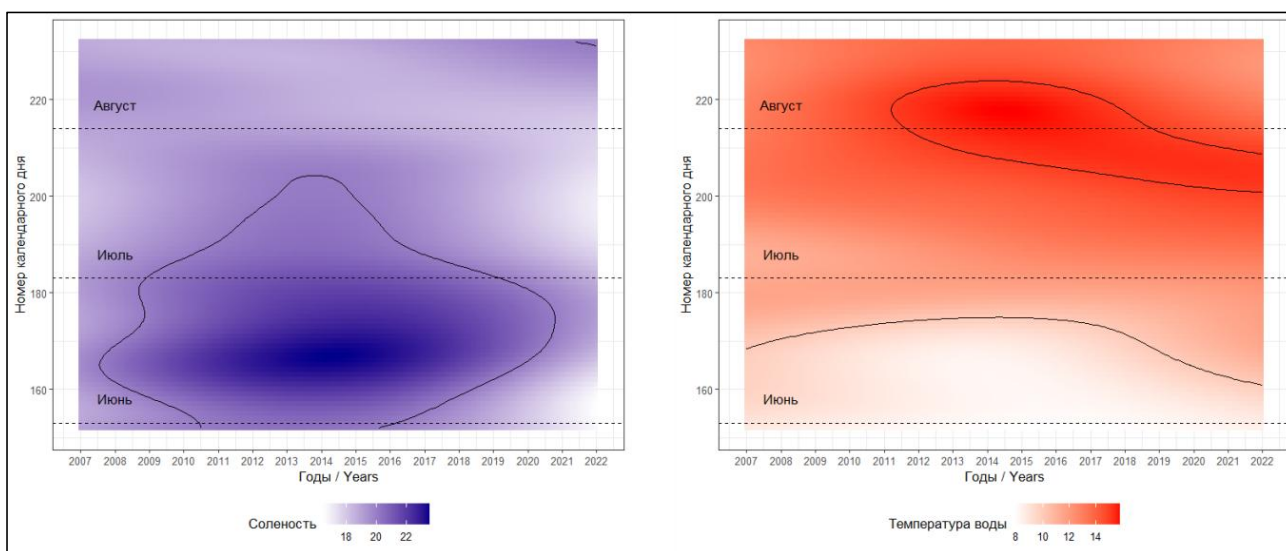 Номер календарного дня
220
200
180
160
Август
Июль
Июнь
2007 2008 2009 2010 2011 2012 2013 2014 2015 2016 2017 2018 2019 2020 2021 2022
Годы / Years
Соленость
18 20 22
Номер календарного дня
220
200
180
160
Август
Июль
Июнь
2007 2008 2009 2010 2011 2012 2013 2014 2015 2016 2017 2018 2019 2020 2021 2022
Годы / Years
Температура воды
8 10 12 14